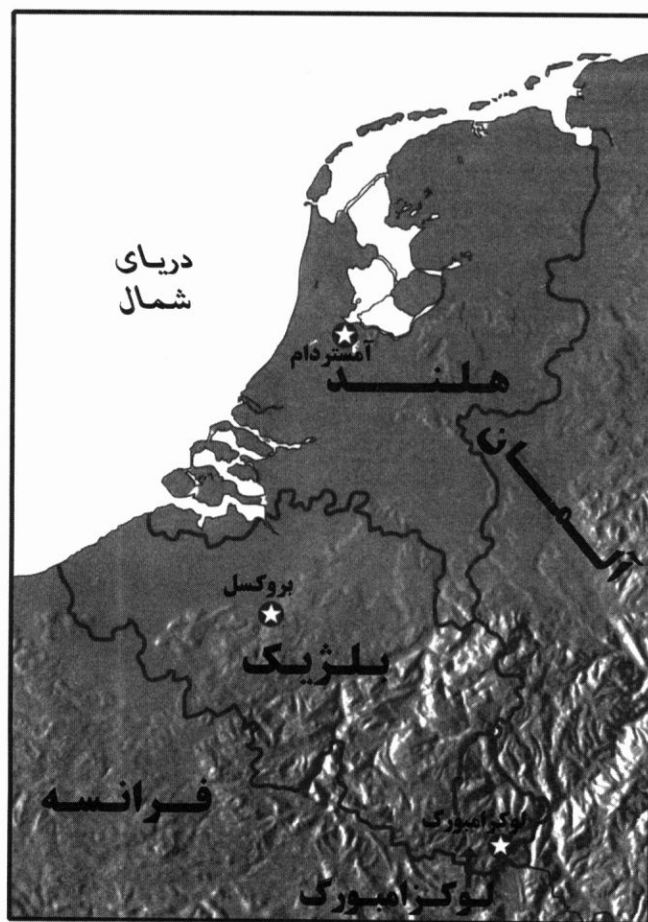 دریای
شمال
آمستردام
هلند
آلمان
بروکسل
بلژیک
فرانسه
لوکزامبورگ
لوکزامبورگ